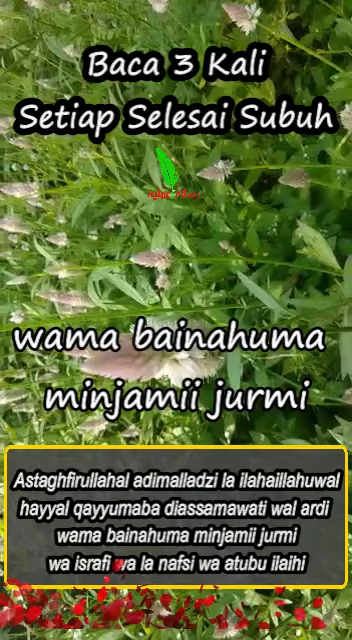 Baca 3 Kali
Setiap Selesai Subuh
wama bainahuma
minjamii jurmi
Astaghfirullahal adimalladzi la ilahaillahuwal
hayyal qayyumaba diassamawati wal ardi
wama bainahuma minjamii jurmi
wa israfi wa la nafsi wa atubu ilaihi